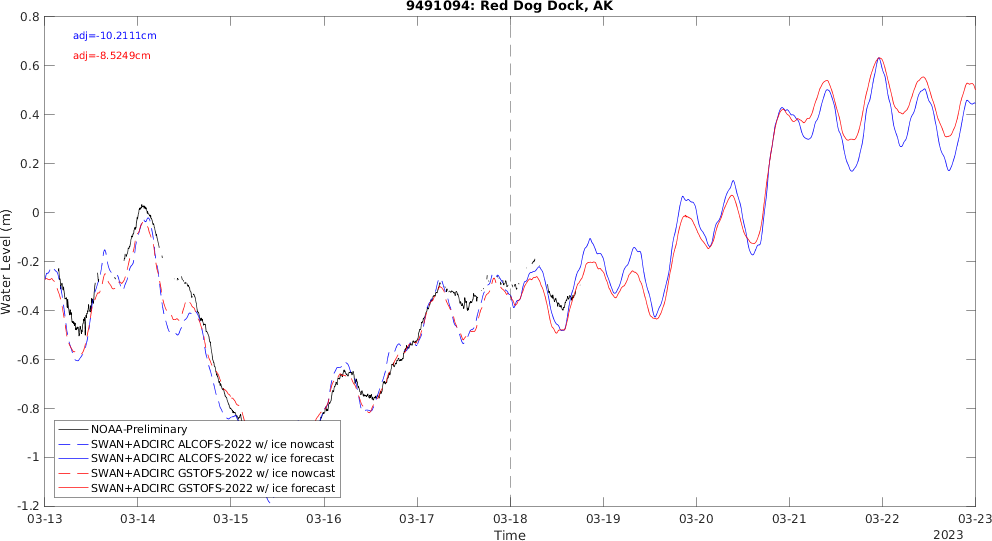 9491094: Red Dog Dock, AK
adj=-10.2111cm
adj=-8.5249cm
0.8
0.6
0.4
0.2
0
-0.2
-0.4
-0.6
-0.8
-1
-1.2
Water Level (m)
NOAA-Preliminary
SWAN+ADCIRC ALCOFS-2022 w/ ice nowcast
SWAN+ADCIRC ALCOFS-2022 w/ ice forecast
SWAN+ADCIRC GSTOFS-2022 w/ ice nowcast
SWAN+ADCIRC GSTOFS-2022 w/ ice forecast
03-13 03-14 03-15 03-16 03-17 03-18 03-19 03-20 03-21 03-22 03-23
Time
2023